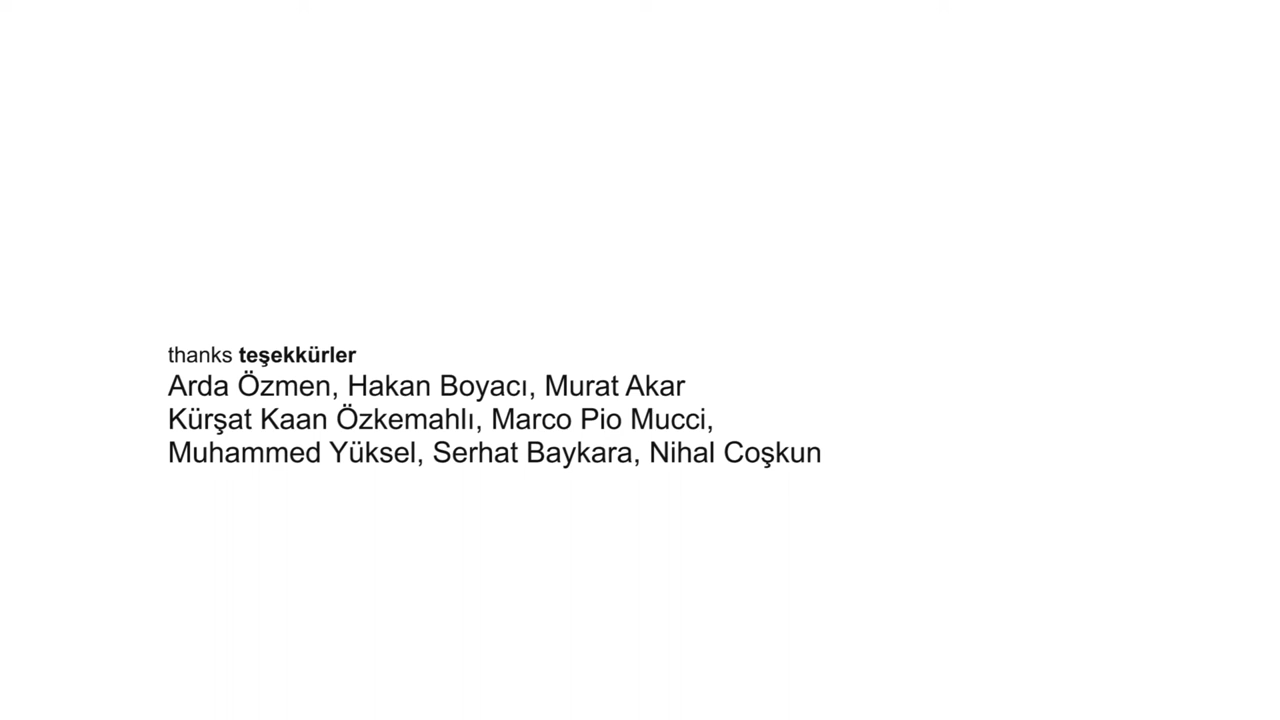 thanks teşekkürler
Arda Özmen, Hakan Boyacı, Murat Akar
Kürşat Kaan Özkemahlı, Marco Pio Mucci,
Muhammed Yüksel, Serhat Baykara, Nihal Coşkun